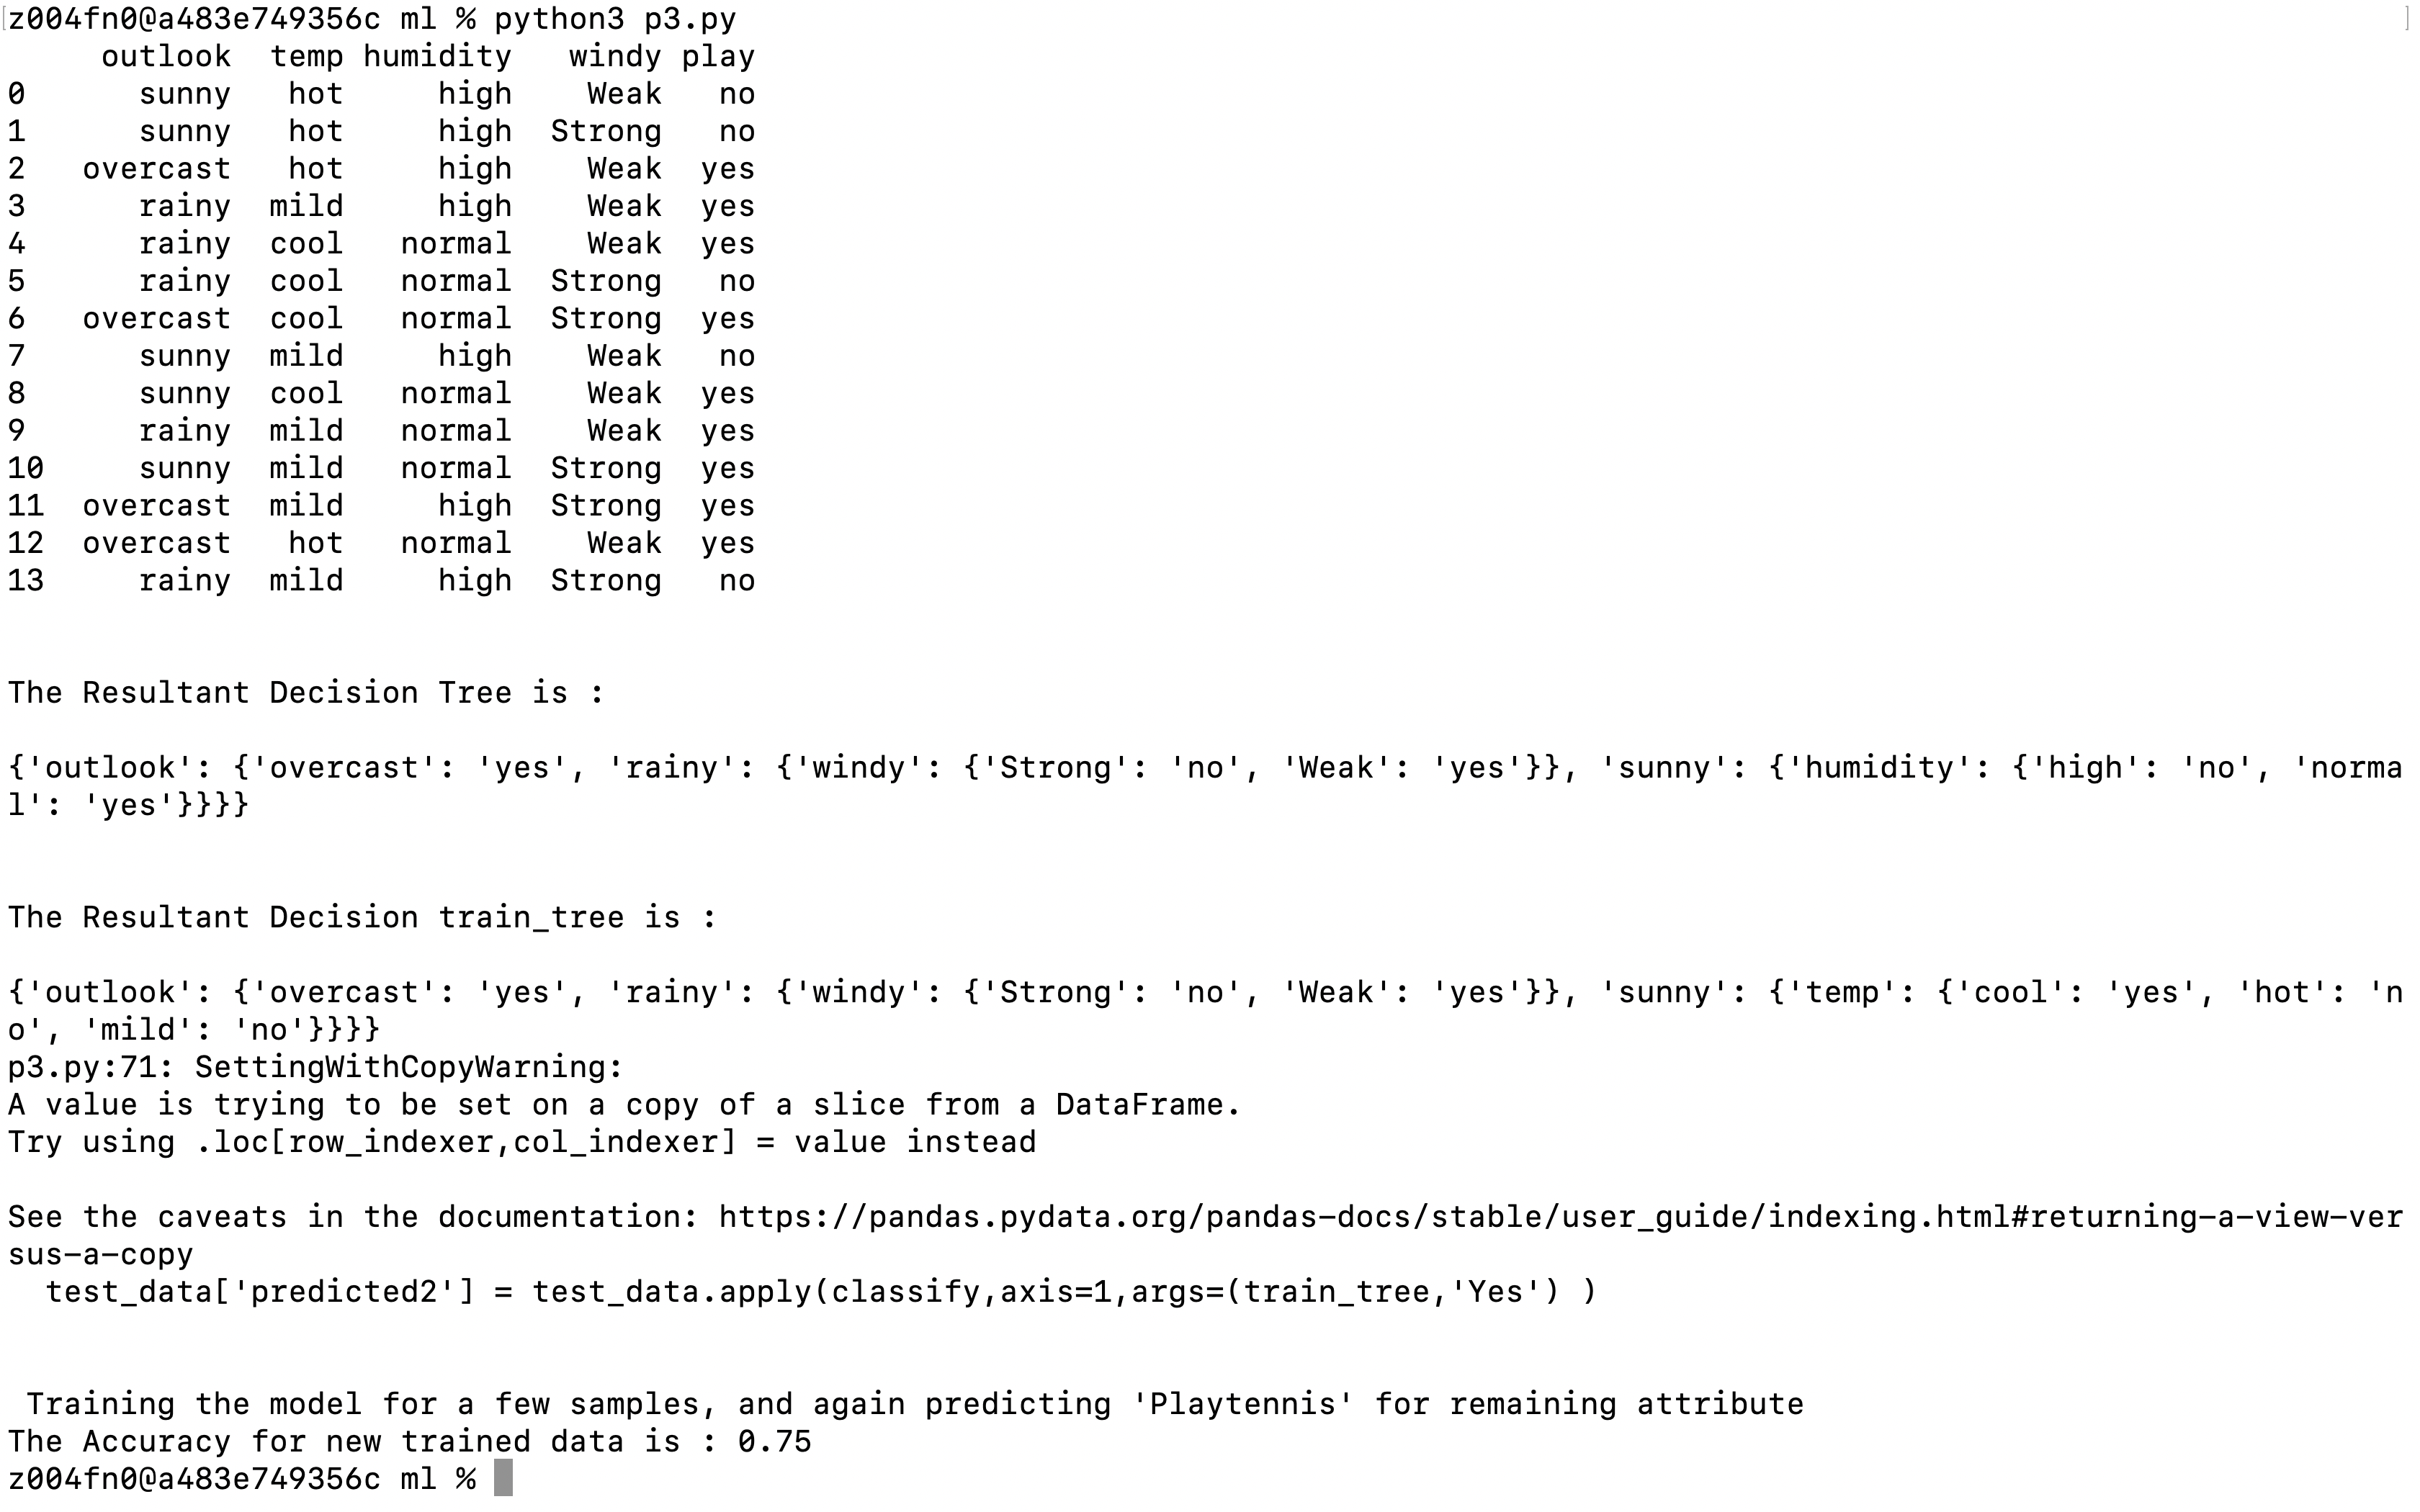 z004fn0@a483e749356c ml % python3 p3.py
     outlook  temp humidity   windy play
0      sunny   hot     high    Weak   no
1      sunny   hot     high  Strong   no
2   overcast   hot     high    Weak  yes
3      rainy  mild     high    Weak  yes
4      rainy  cool   normal    Weak  yes
5      rainy  cool   normal  Strong   no
6   overcast  cool   normal  Strong  yes
7      sunny  mild     high    Weak   no
8      sunny  cool   normal    Weak  yes
9      rainy  mild   normal    Weak  yes
10     sunny  mild   normal  Strong  yes
11  overcast  mild     high  Strong  yes
12  overcast   hot   normal    Weak  yes
13     rainy  mild     high  Strong   no
The Resultant Decision Tree is :
{'outlook': {'overcast': 'yes', 'rainy': {'windy': {'Strong': 'no', 'Weak': 'yes'}}, 'sunny': {'humidity': {'high': 'no', 'norma
l': 'yes'}}}}
The Resultant Decision train_tree is :
{'outlook': {'overcast': 'yes', 'rainy': {'windy': {'Strong': 'no', 'Weak': 'yes'}}, 'sunny': {'temp': {'cool': 'yes', 'hot': 'n
o', 'mild': 'no'}}}}
p3.py:71: SettingWithCopyWarning:
A value is trying to be set on a copy of a slice from a DataFrame.
Try using .loc[row_indexer,col_indexer] = value instead
See the caveats in the documentation: https://pandas.pydata.org/pandas-docs/stable/user_guide/indexing.html#returning-a-view-ver
sus-a-copy
  test_data['predicted2'] = test_data.apply(classify,axis=1,args=(train_tree,'Yes') )
 Training the model for a few samples, and again predicting 'Playtennis' for remaining attribute
The Accuracy for new trained data is : 0.75
z004fn0@a483e749356c ml %